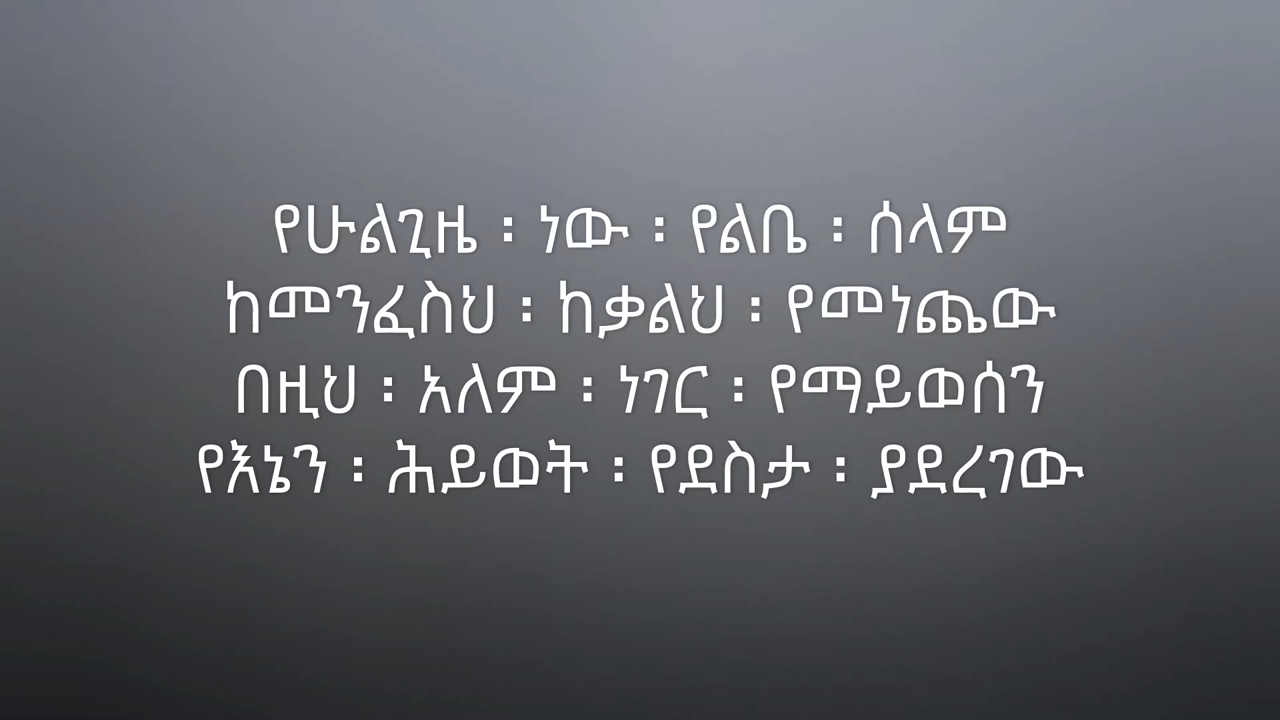 የሁልጊዜ ፡ ነው ፡ የልቤ ፡ ሰላም
ከመንፈስህ ፡ ከቃልህ ፡ የመነጨው
በዚህ ፡ አለም ፡ ነገር ፡ የማይወሰን
የእኔን ፡ ሕይወት ፡ የደስታ ፡ ያደረገው